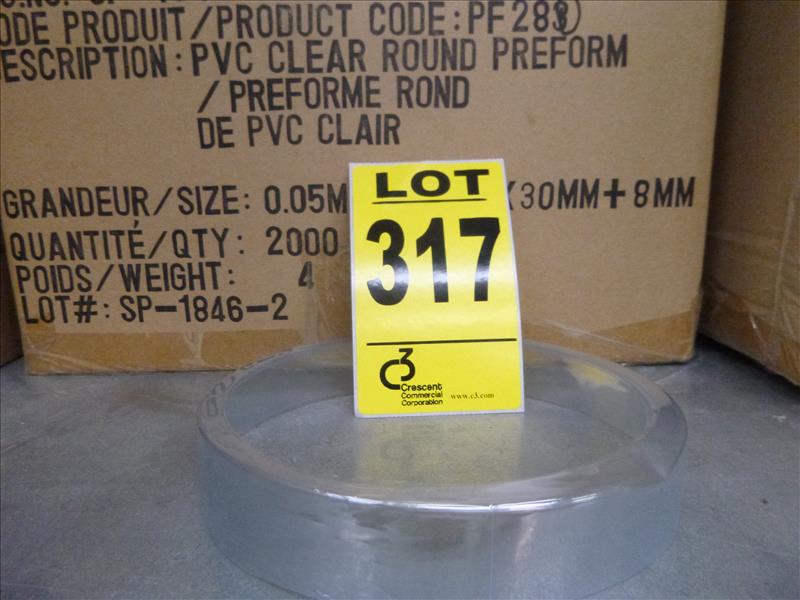 ODE PRODUIT/PRODUCT CODE: PF283
ESCRIPTION: PVC CLEAR ROUND PREFORM
/ PREFORME ROND
DE PVC CLAIR
GRANDEUR/SIZE: 0.05M X30MM+8MM
QUANTITÉ/QTY: 2000
POIDS/WEIGHT: 4
LOT#: SP-1846-2
LOT
317
C3
Crescent
Commercial
Corporation
www.c3.com